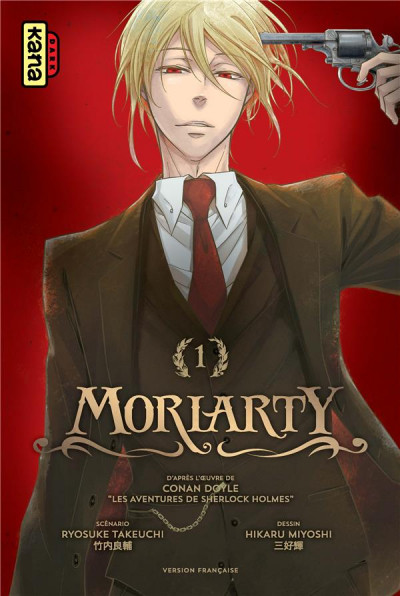 kana
DARK
1
MORIARTY
D'APRÈS L'ŒUVRE DE
CONAN DOYLE
"LES AVENTURES DE SHERLOCK HOLMES"
SCÉNARIO
RYOSUKE TAKEUCHI
竹内良輔
DESSIN
HIKARU MIYOSHI
三好輝
VERSION FRANÇAISE